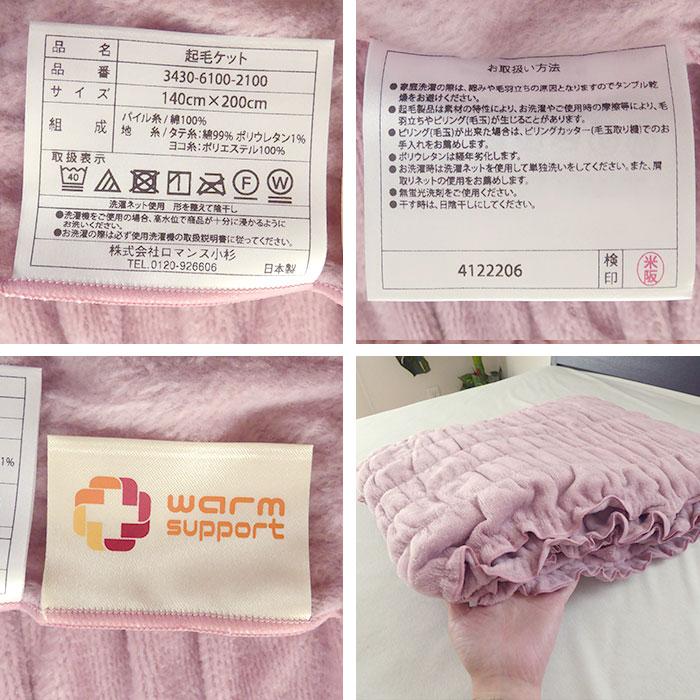 品 名 起毛ケット
品 番 3430-6100-2100
サ イ ズ 140cm×200cm
組 成 パイル糸/綿100%
地 糸/タテ糸:綿99% ポリウレタン1%
ヨコ糸:ポリエステル100%
取扱表示
40 F W
洗濯ネット使用 形を整えて陰干し
●洗濯機をご使用の場合、高水位で商品が十分に浸かるように
お洗いください。
●お洗濯の際は必ず使用洗濯機の取扱説明書に従ってください。
株式会社ロマンス小杉
TEL.0120-926606 日本製
お取扱い方法
●家庭洗濯の際は、縮みや毛羽立ちの原因となりますのでタンブル乾
燥をお避けください。
●起毛製品は素材の特性により、お洗濯やご使用時の摩擦等により、毛
羽立ちやピリング(毛玉)が生じることがあります。
●ピリング(毛玉)が出来た場合は、ピリングカッター(毛玉取り機)でのお
手入れをお薦めします。
●ポリウレタンは経年劣化します。
●お洗濯時は洗濯ネットを使用して単独洗いをしてください。また、屑
取りネットの使用をお薦めします。
●無蛍光洗剤をご使用ください。
●干す時は、日陰干しにしてください。
4122206 検印 米阪
1%
warm
support